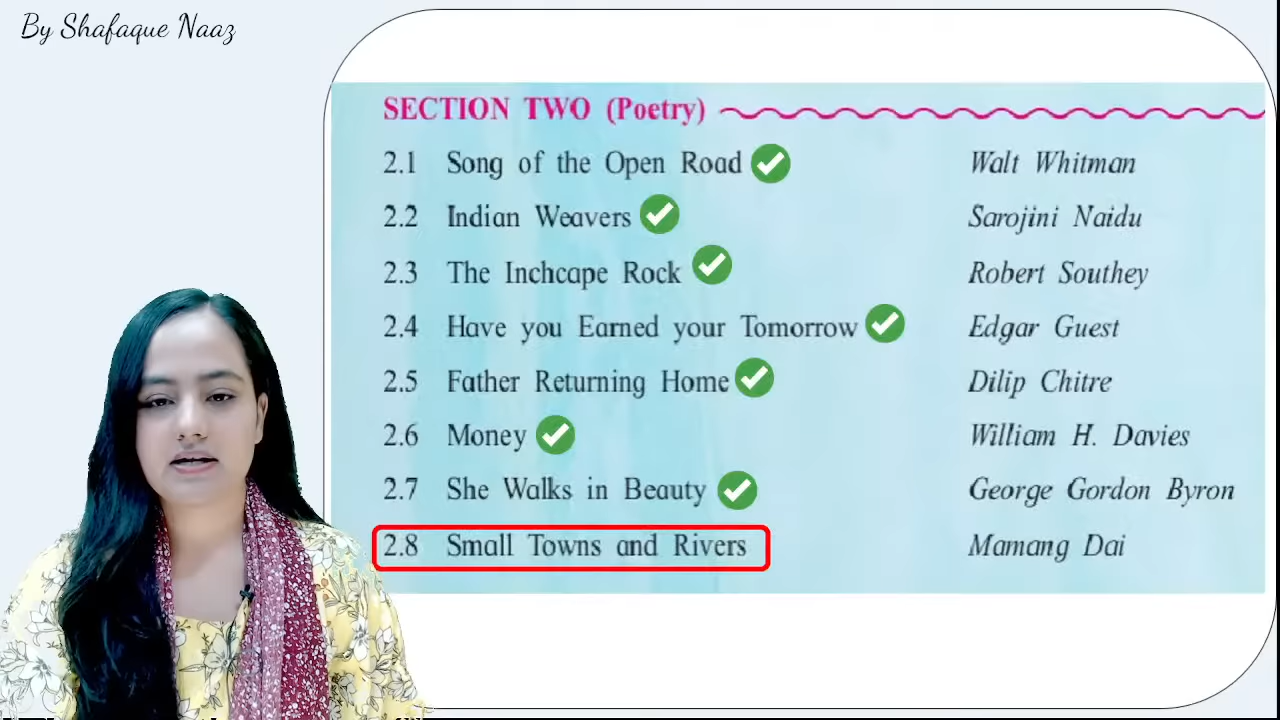 By Shafaque Naaz
SECTION TWO (Poetry)
2.1 Song of the Open Road Walt Whitman
2.2 Indian Weavers Sarojini Naidu
2.3 The Inchcape Rock Robert Southey
2.4 Have you Earned your Tomorrow Edgar Guest
2.5 Father Returning Home Dilip Chitre
2.6 Money William H. Davies
2.7 She Walks in Beauty George Gordon Byron
2.8 Small Towns and Rivers Mamang Dai